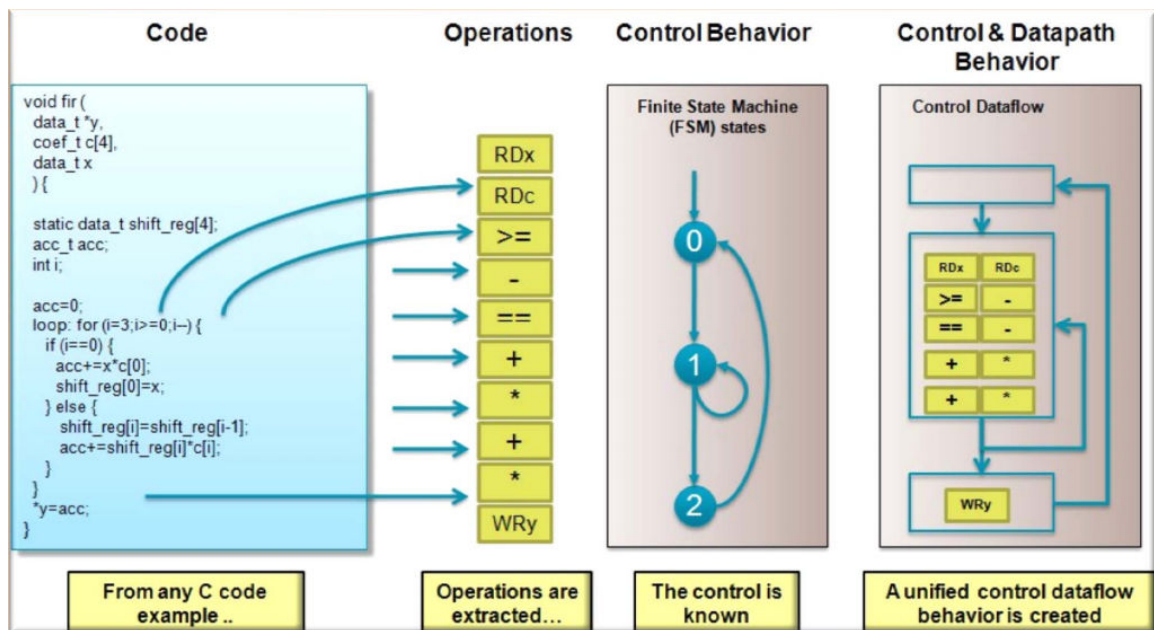 Code
Operations
Control Behavior
Control & Datapath
Behavior
void fir (
data_t *y,
coef_t c[4],
data_t x
) {
static data_t shift_reg[4];
acc_t acc;
int i;
acc=0;
loop: for (i=3;i>=0;i--) {
if (i==0) {
acc+=x*c[0];
shift_reg[0]=x;
} else {
shift_reg[i]=shift_reg[i-1];
acc+=shift_reg[i]*c[i];
}
}
*y=acc;
}
RDx
RDc
>=
-
==
+
*
+
*
WRy
Finite State Machine
(FSM) states
0
1
2
Control Dataflow
RDx RDc
>= -
== -
+ *
+ *
WRy
From any C code
example ..
Operations are
extracted...
The control is
known
A unified control dataflow
behavior is created